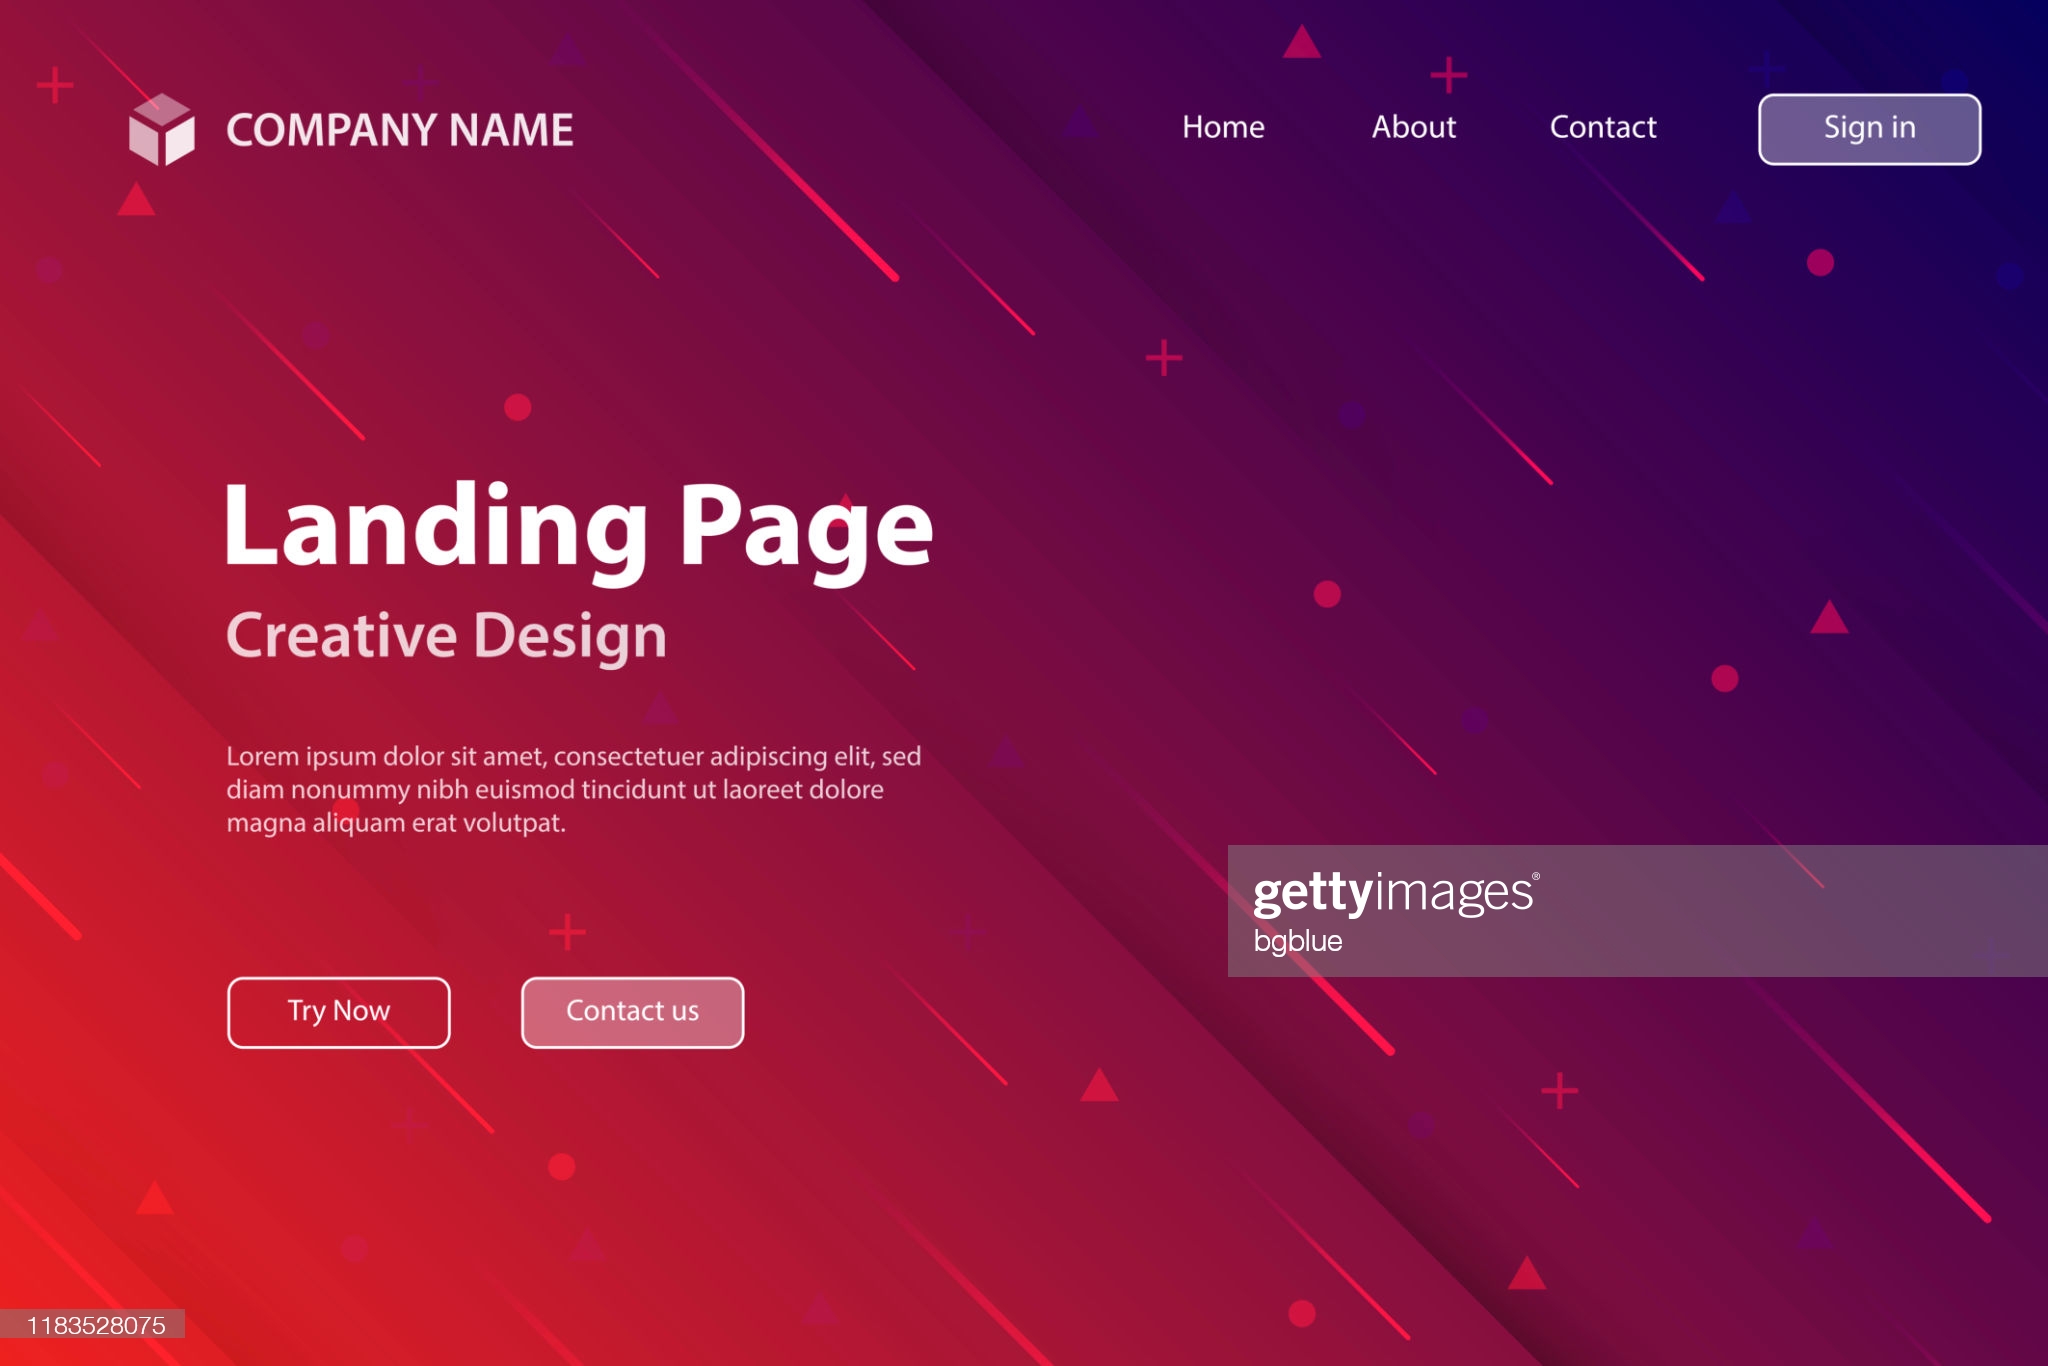 COMPANY NAME
Home About Contact Sign in
Landing Page
Creative Design
Lorem ipsum dolor sit amet, consectetuer adipiscing elit, sed
diam nonummy nibh euismod tincidunt ut laoreet dolore
magna aliquam erat volutpat.
gettyimages®
bgblue
Try Now Contact us
1183528075